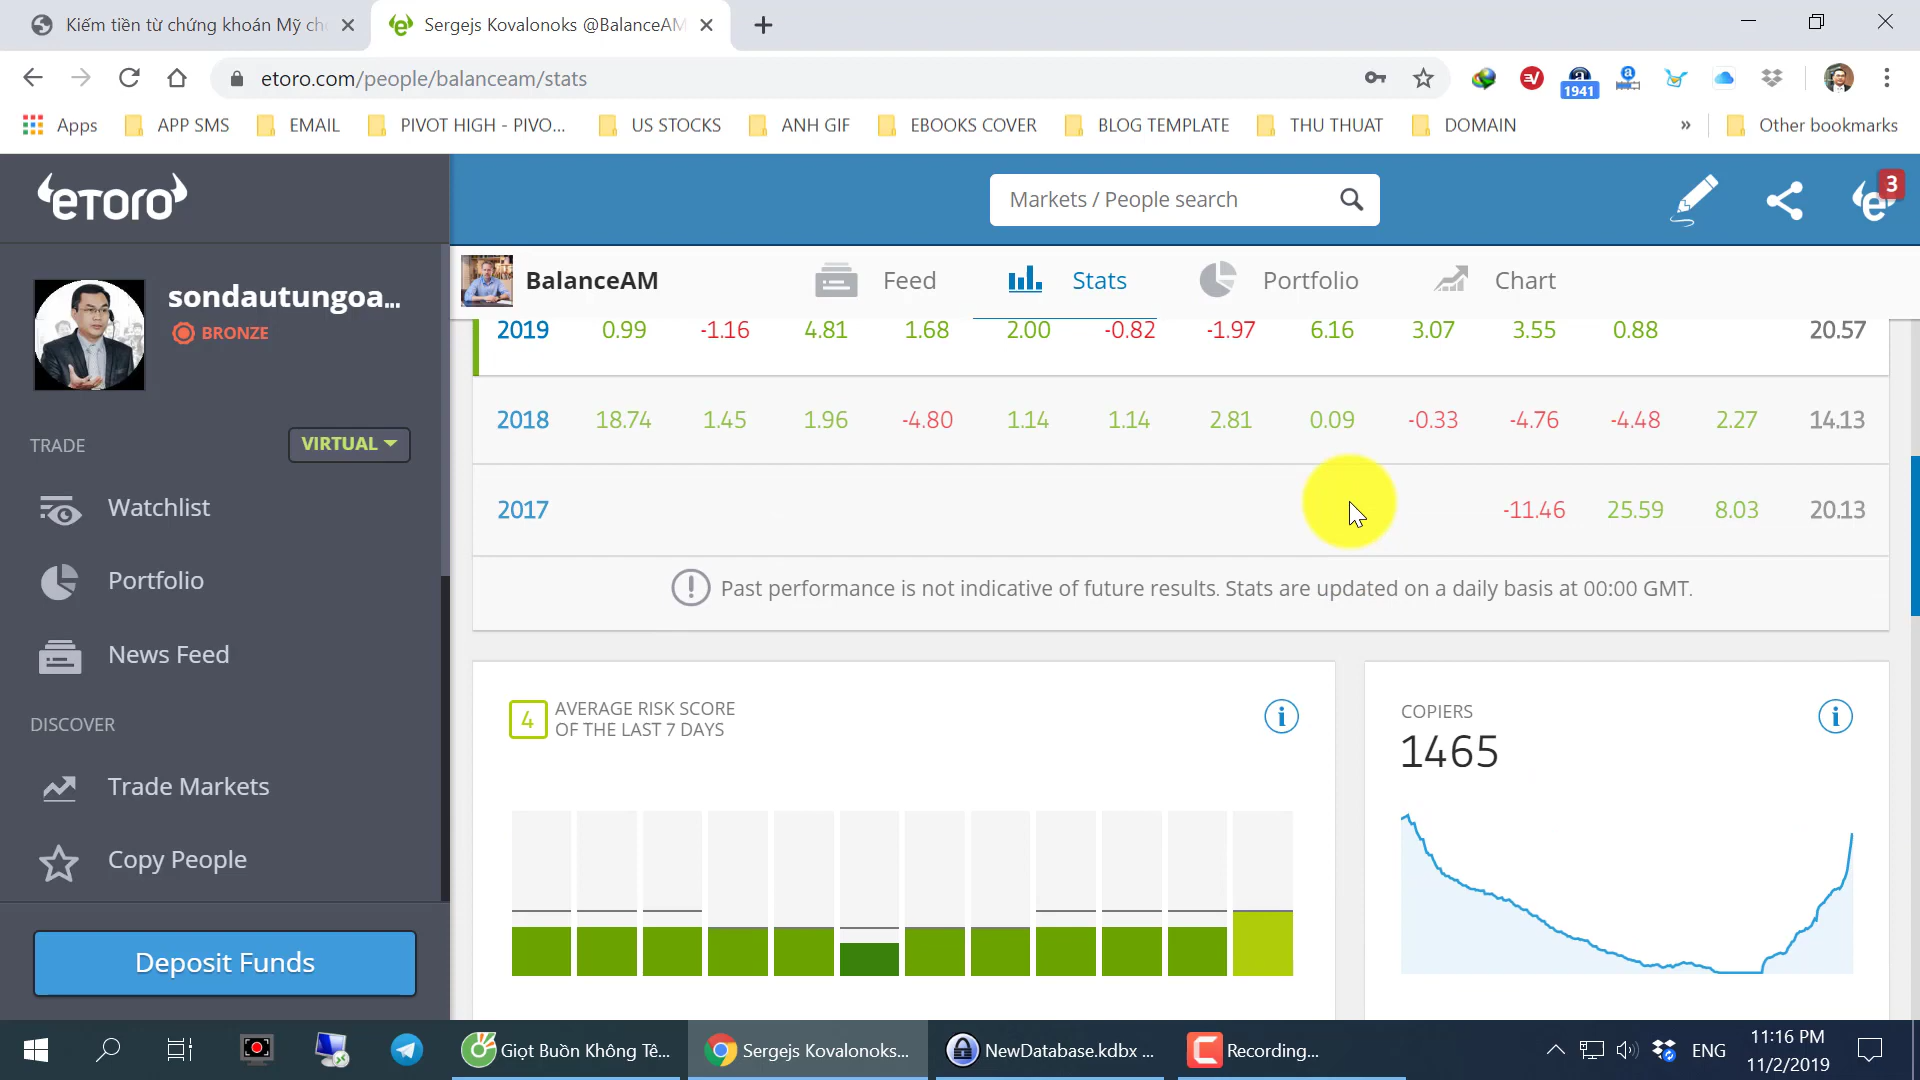 Kiếm tiền từ chứng khoán Mỹ ch
Sergejs Kovalonoks @BalanceAM
etoro.com/people/balanceam/stats
1941
Apps
APP SMS
EMAIL
PIVOT HIGH - PIVO...
US STOCKS
ANH GIF
EBOOKS COVER
BLOG TEMPLATE
THU THUAT
DOMAIN
»
Other bookmarks
eToro
Markets / People search
3
sondautungoa...
BRONZE
BalanceAM
Feed
Stats
Portfolio
Chart
2019 0.99 -1.16 4.81 1.68 2.00 -0.82 -1.97 6.16 3.07 3.55 0.88 20.57
2018 18.74 1.45 1.96 -4.80 1.14 1.14 2.81 0.09 -0.33 -4.76 -4.48 2.27 14.13
2017 -11.46 25.59 8.03 20.13
Past performance is not indicative of future results. Stats are updated on a daily basis at 00:00 GMT.
TRADE
VIRTUAL
Watchlist
Portfolio
News Feed
DISCOVER
Trade Markets
Copy People
Deposit Funds
4
AVERAGE RISK SCORE
OF THE LAST 7 DAYS
COPIERS
1465
Giọt Buồn Không Tê...
Sergejs Kovalonoks...
NewDatabase.kdbx ...
Recording...
ENG
11:16 PM
11/2/2019